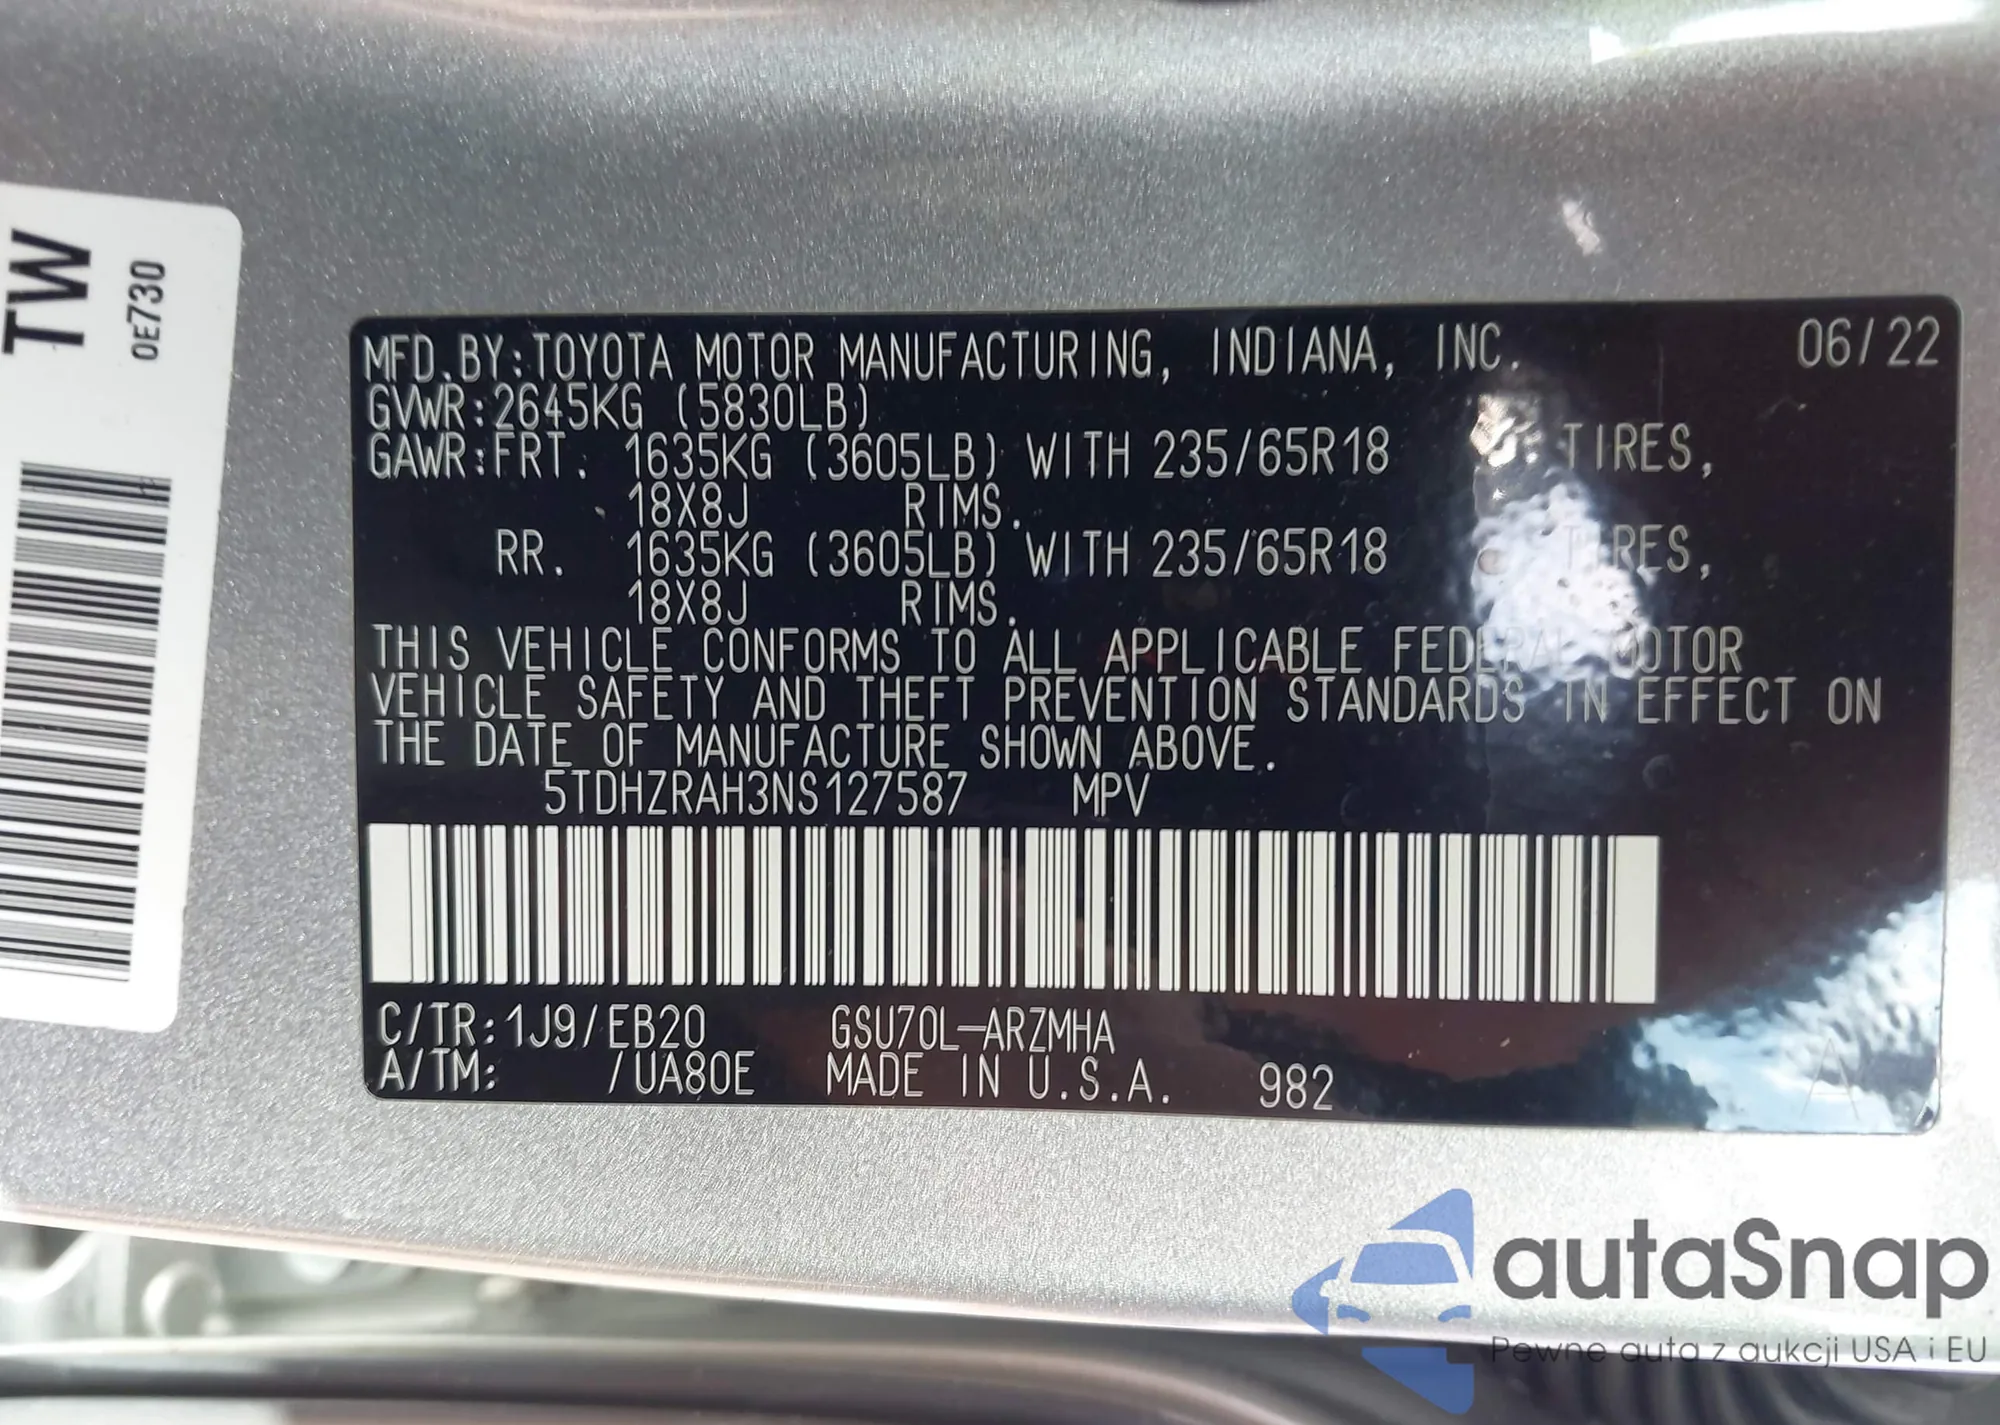 TW
0E730
MFD.BY:TOYOTA MOTOR MANUFACTURING, INDIANA, INC. 06/22
GVWR:2645KG (5830LB)
GAWR:FRT. 1635KG (3605LB) WITH 235/65R18 TIRES,
18X8J RIMS.
RR. 1635KG (3605LB) WITH 235/65R18 TIRES,
18X8J RIMS.
THIS VEHICLE CONFORMS TO ALL APPLICABLE FEDERAL MOTOR
VEHICLE SAFETY AND THEFT PREVENTION STANDARDS IN EFFECT ON
THE DATE OF MANUFACTURE SHOWN ABOVE.
5TDHZRAH3NS127587 MPV
C/TR:1J9/EB20 GSU70L-ARZMHA
A/TM: /UA80E MADE IN U.S.A. 982
A
autaSnap
Pewne auta z aukcji USA i EU